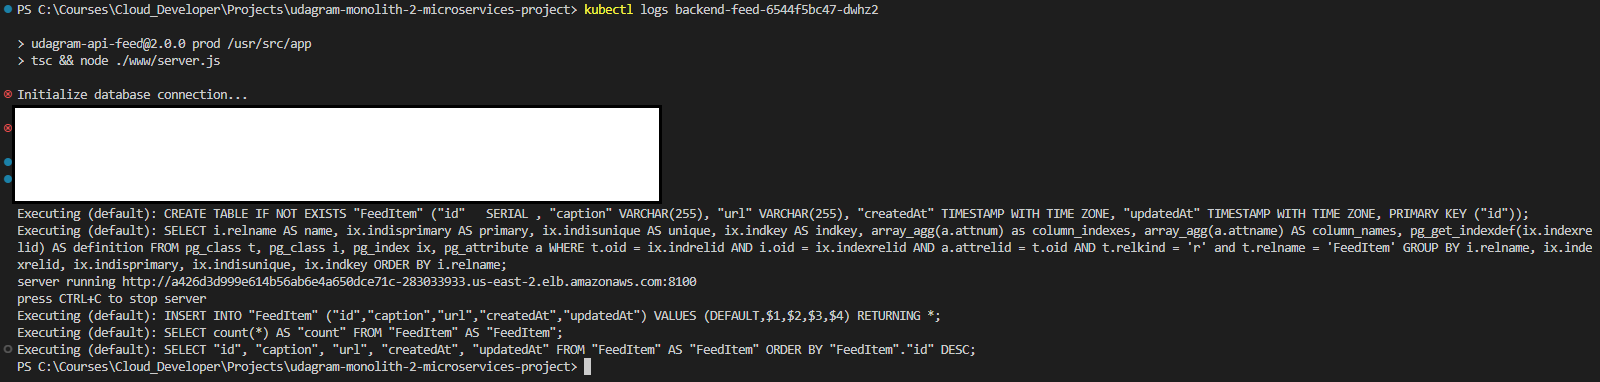 PS C:\Courses\Cloud_Developer\Projects\udagram-monolith-2-microservices-project> kubectl logs backend-feed-6544f5bc47-dwhz2
> udagram-api-feed@2.0.0 prod /usr/src/app
> tsc && node ./www/server.js
Initialize database connection...
Executing (default): CREATE TABLE IF NOT EXISTS "FeedItem" ("id"   SERIAL , "caption" VARCHAR(255), "url" VARCHAR(255), "createdAt" TIMESTAMP WITH TIME ZONE, "updatedAt" TIMESTAMP WITH TIME ZONE, PRIMARY KEY ("id"));
Executing (default): SELECT i.relname AS name, ix.indisprimary AS primary, ix.indisunique AS unique, ix.indkey AS indkey, array_agg(a.attnum) as column_indexes, array_agg(a.attname) AS column_names, pg_get_indexdef(ix.indexre
lid) AS definition FROM pg_class t, pg_class i, pg_index ix, pg_attribute a WHERE t.oid = ix.indrelid AND i.oid = ix.indexrelid AND a.attrelid = t.oid AND t.relkind = 'r' and t.relname = 'FeedItem' GROUP BY i.relname, ix.inde
xrelid, ix.indisprimary, ix.indisunique, ix.indkey ORDER BY i.relname;
server running http://a426d3d999e614b56ab6e4a650dce71c-283033933.us-east-2.elb.amazonaws.com:8100
press CTRL+C to stop server
Executing (default): INSERT INTO "FeedItem" ("id","caption","url","createdAt","updatedAt") VALUES (DEFAULT,$1,$2,$3,$4) RETURNING *;
Executing (default): SELECT count(*) AS "count" FROM "FeedItem" AS "FeedItem";
Executing (default): SELECT "id", "caption", "url", "createdAt", "updatedAt" FROM "FeedItem" AS "FeedItem" ORDER BY "FeedItem"."id" DESC;
PS C:\Courses\Cloud_Developer\Projects\udagram-monolith-2-microservices-project>